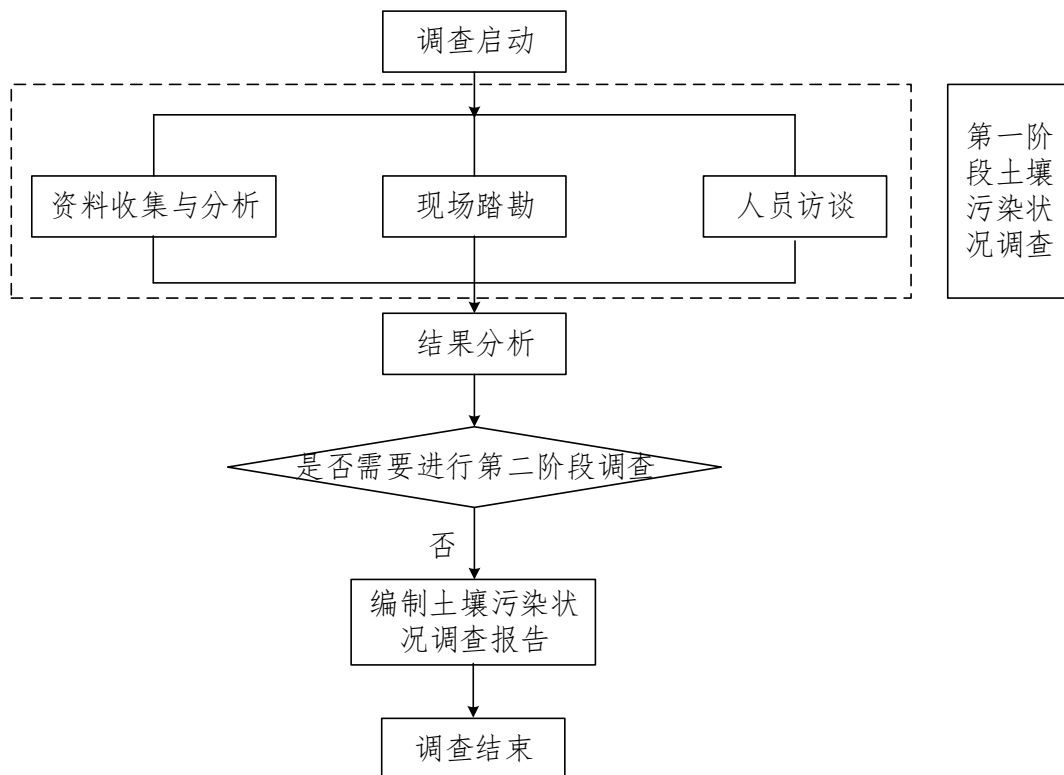 调查启动
资料收集与分析
现场踏勘
人员访谈
第一阶
段土壤
污染状
况调查
结果分析
是否需要进行第二阶段调查
否
编制土壤污染状
况调查报告
调查结束